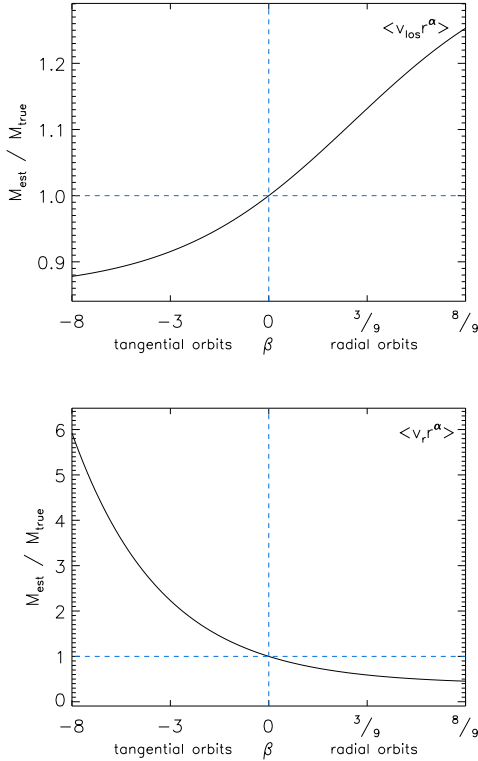 <v_los r^α>
1.2
1.1
1.0
0.9
M_est / M_true
-8 -3 0 3/9 8/9
tangential orbits β radial orbits
<v_r r^α>
6
5
4
3
2
1
0
M_est / M_true
-8 -3 0 3/9 8/9
tangential orbits β radial orbits